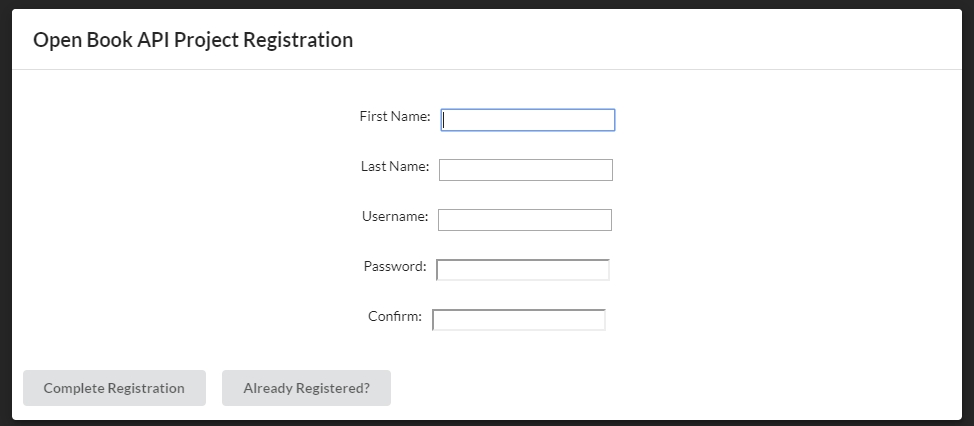 Open Book API Project Registration
First Name:
Last Name:
Username:
Password:
Confirm:
Complete Registration
Already Registered?